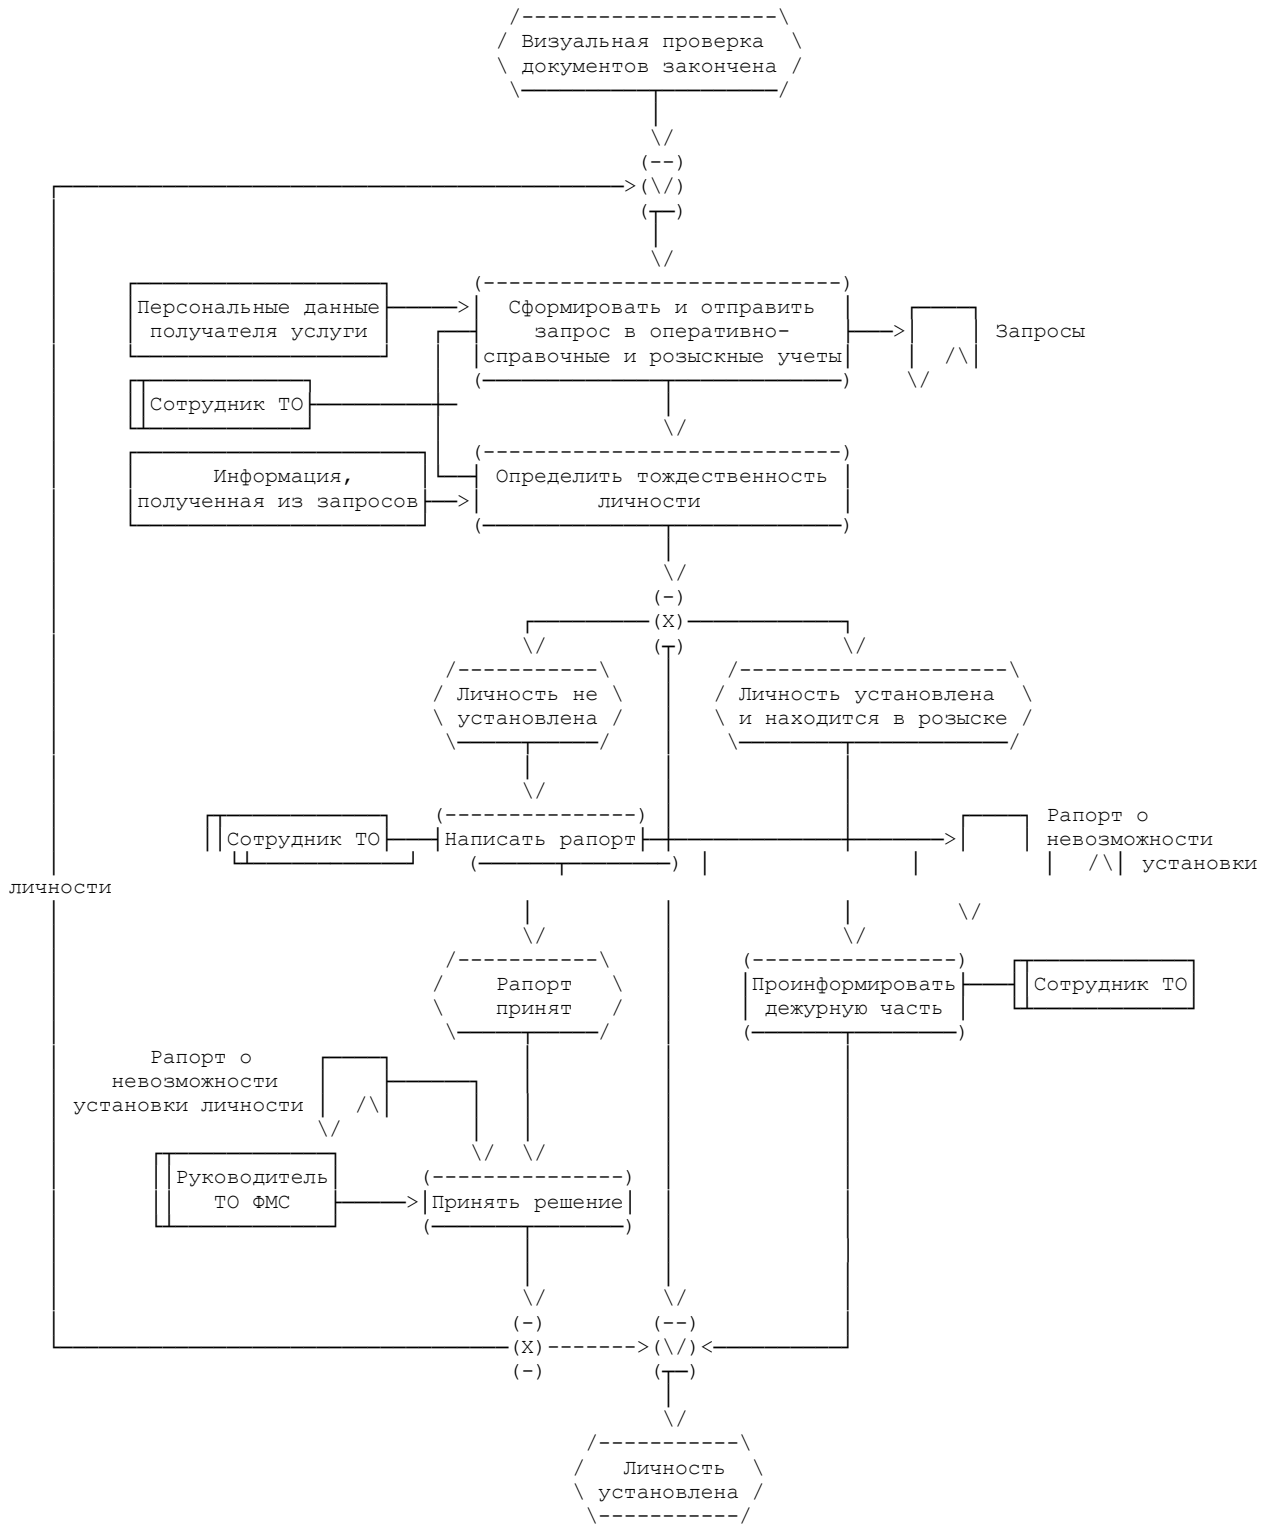 Визуальная проверка
документов закончена
(\/)
Персональные данные
получателя услуги
Сформировать и отправить
запрос в оперативно-
справочные и розыскные учеты
Запросы
Сотрудник ТО
Информация,
полученная из запросов
Определить тождественность
личности
(X)
Личность не
установлена
Личность установлена
и находится в розыске
Сотрудник ТО
Написать рапорт
Рапорт о
невозможности
установки
личности
Рапорт
принят
Проинформировать
дежурную часть
Сотрудник ТО
Рапорт о
невозможности
установки личности
Руководитель
ТО ФМС
Принять решение
(X)
(\/)
Личность
установлена